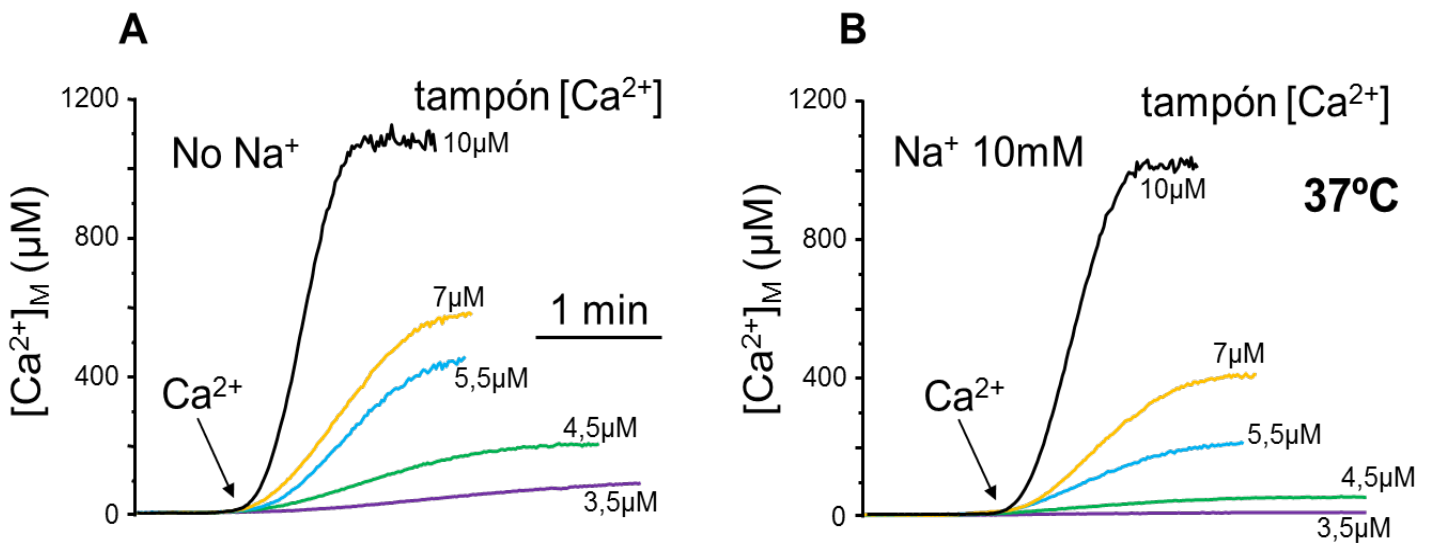 A
tampón [Ca²⁺]
1200
No Na⁺
10µM
800
[Ca²⁺]M (µM)
7µM
1 min
400
5,5µM
Ca²⁺
4,5µM
3,5µM
0
B
tampón [Ca²⁺]
1200
Na⁺ 10mM
10µM
37ºC
800
[Ca²⁺]M (µM)
7µM
400
Ca²⁺
5,5µM
4,5µM
3,5µM
0